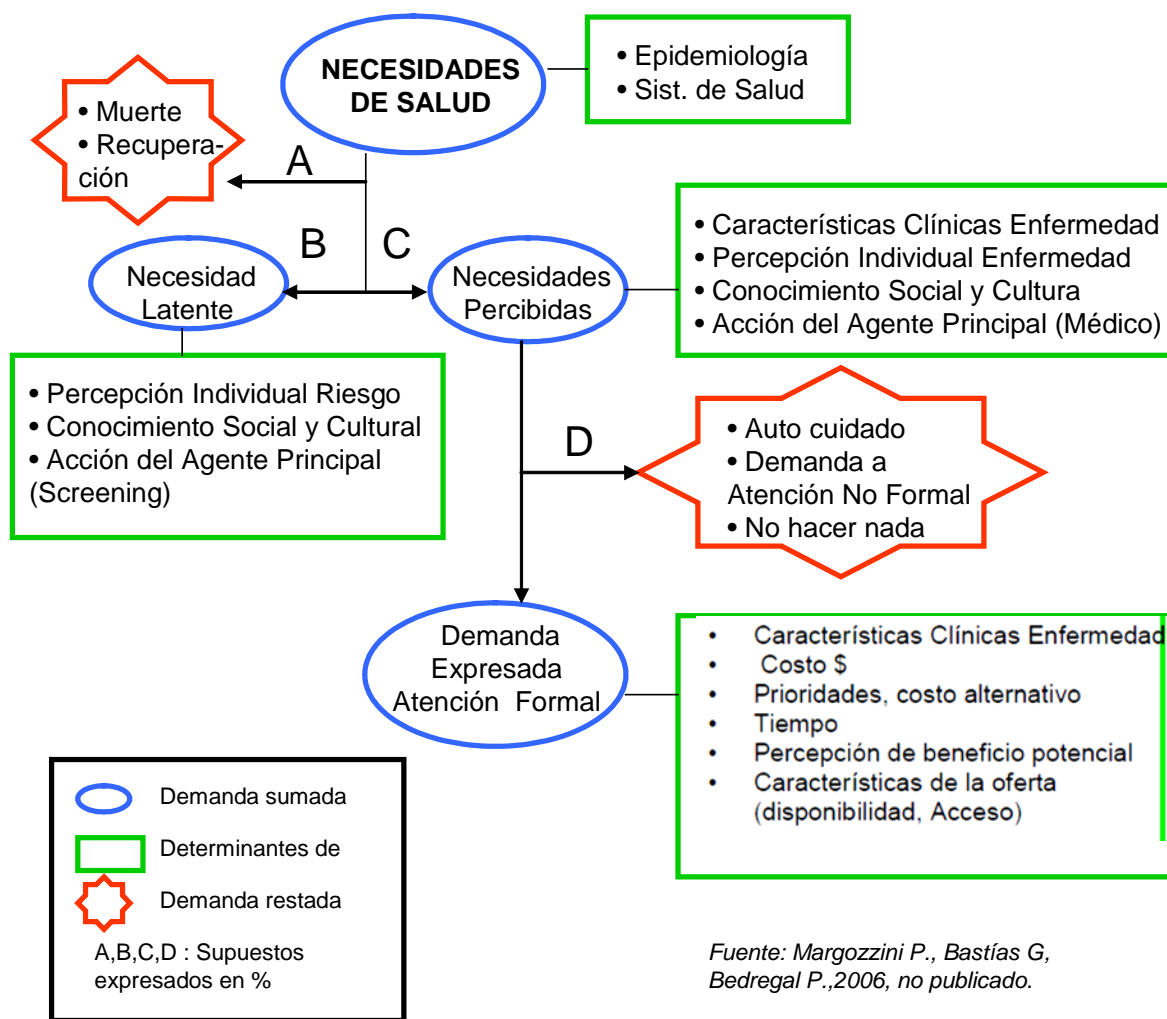 NECESIDADES
DE SALUD
• Epidemiología
• Sist. de Salud
• Muerte
• Recupera-
ción
A
B
C
Necesidad
Latente
Necesidades
Percibidas
• Características Clínicas Enfermedad
• Percepción Individual Enfermedad
• Conocimiento Social y Cultura
• Acción del Agente Principal (Médico)
• Percepción Individual Riesgo
• Conocimiento Social y Cultural
• Acción del Agente Principal
(Screening)
D
• Auto cuidado
• Demanda a
Atención No Formal
• No hacer nada
Demanda
Expresada
Atención Formal
• Características Clínicas Enfermedad
• Costo $
• Prioridades, costo alternativo
• Tiempo
• Percepción de beneficio potencial
• Características de la oferta
(disponibilidad, Acceso)
Demanda sumada
Determinantes de
Demanda restada
A,B,C,D : Supuestos
expresados en %
Fuente: Margozzini P., Bastías G,
Bedregal P.,2006, no publicado.